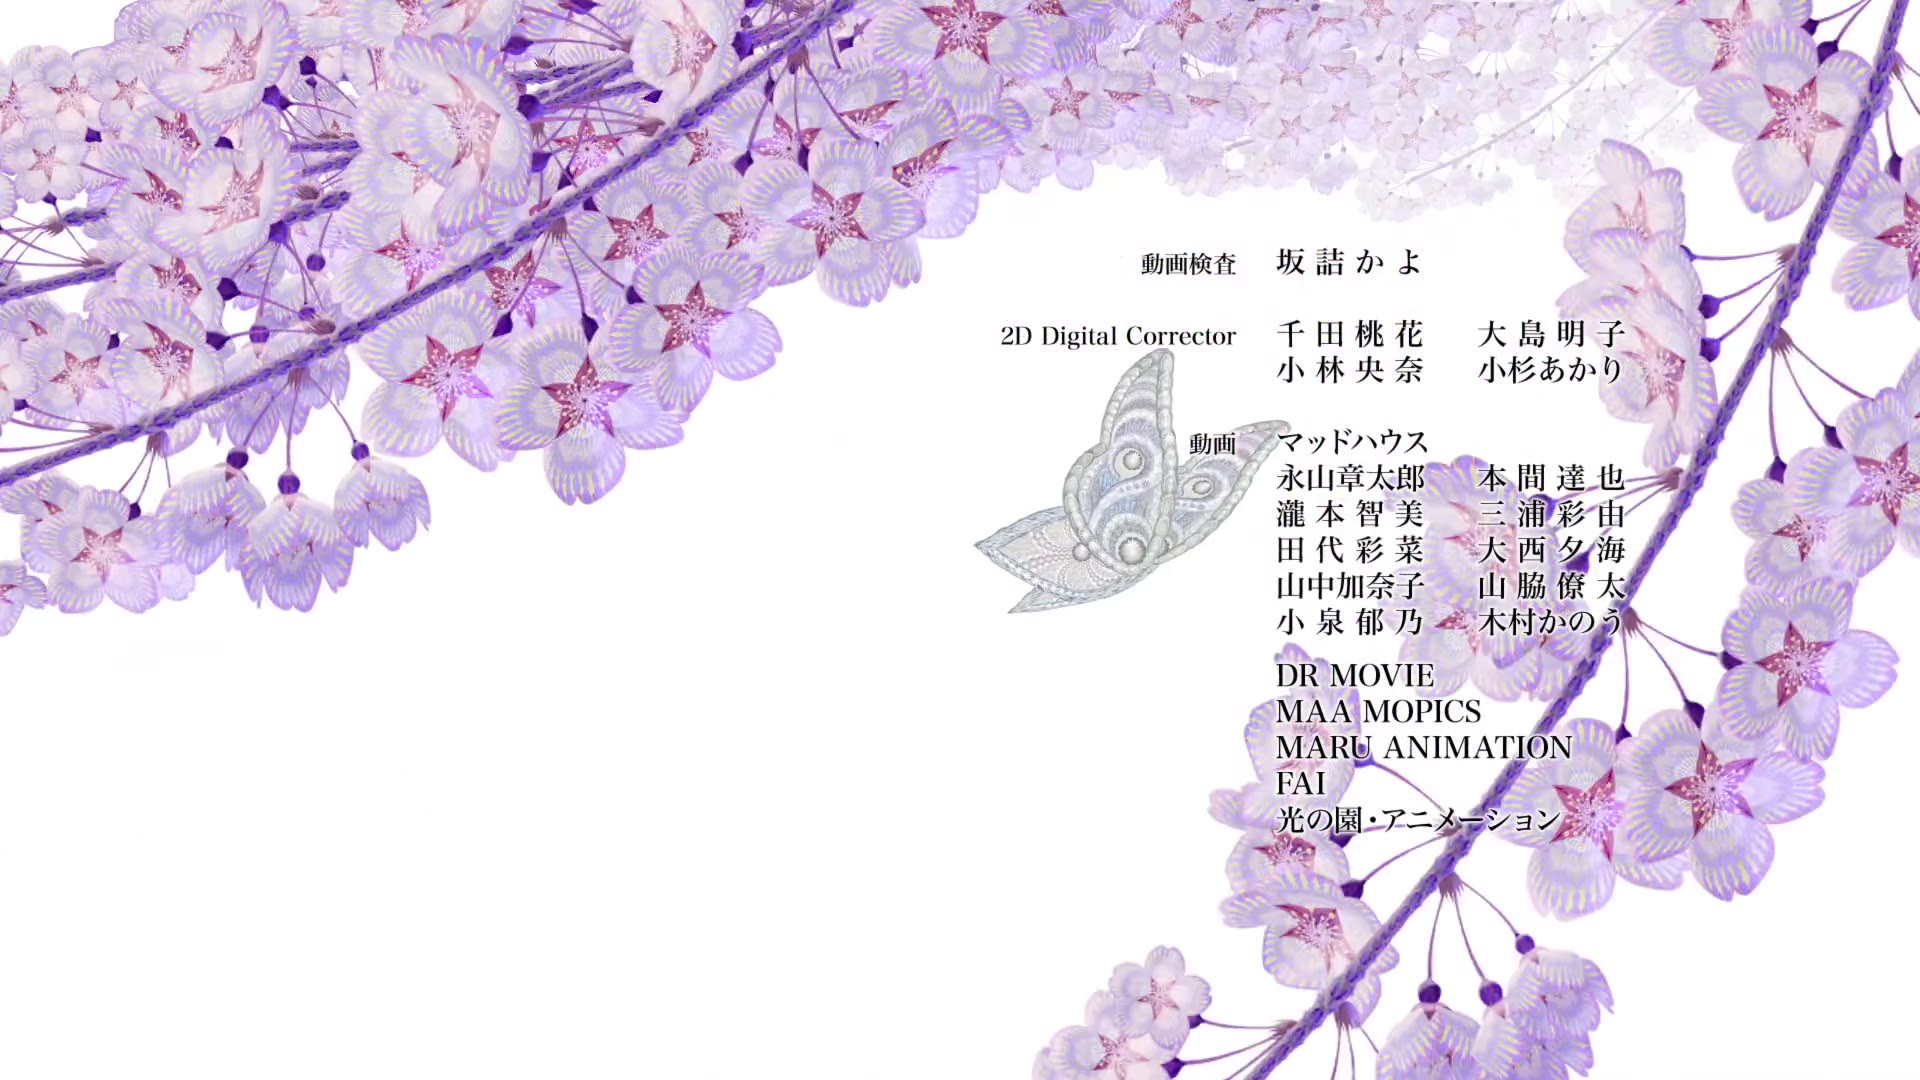 動画検査 坂詰かよ
2D Digital Corrector 千田桃花 大島明子
小林央奈 小杉あかり
動画 マッドハウス
永山章太郎 本間達也
瀧本智美 三浦彩由
田代彩菜 大西夕海
山中加奈子 山脇僚太
小泉郁乃 木村かのう
DR MOVIE
MAA MOPICS
MARU ANIMATION
FAI
光の園・アニメーション